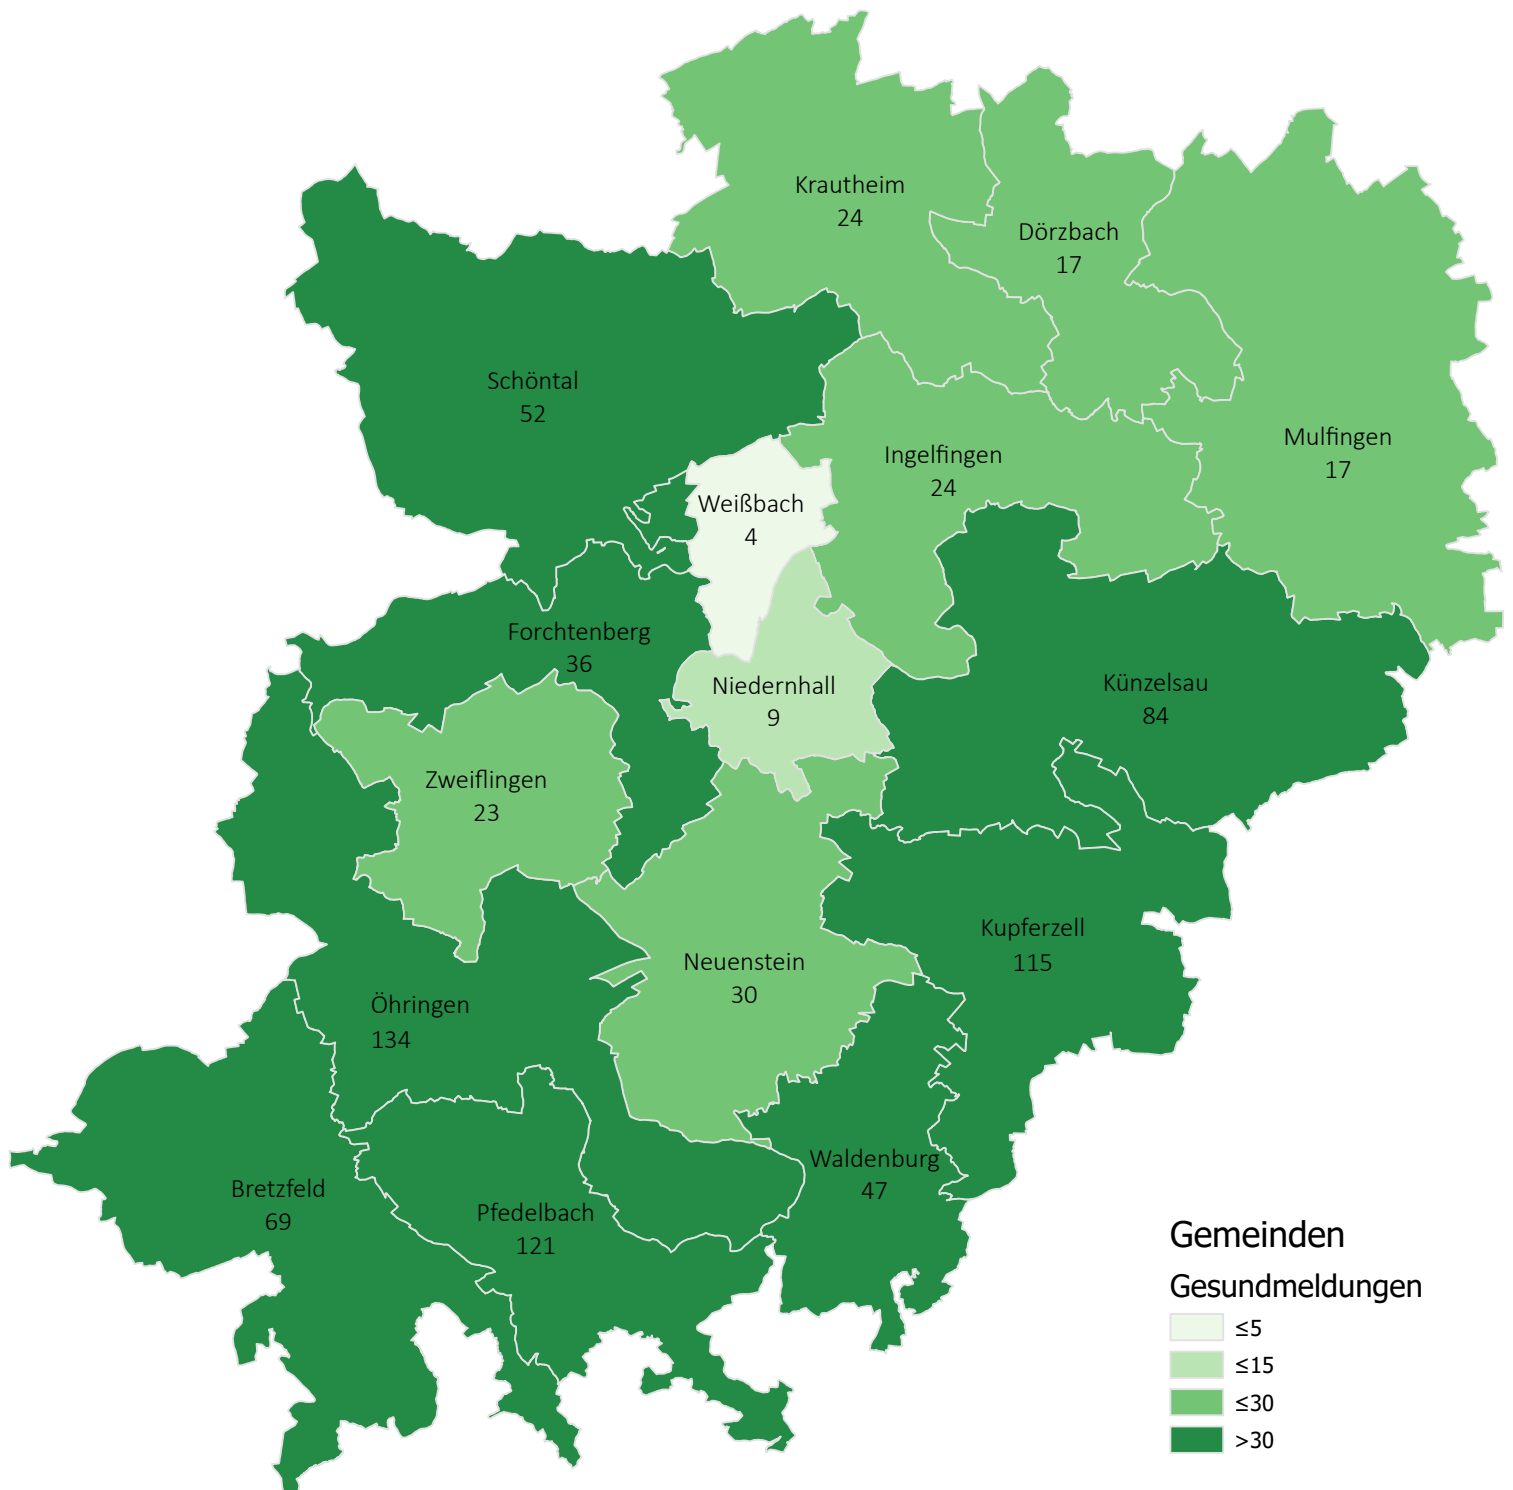 Krautheim
24
Dörzbach
17
Schöntal
52
Mulfingen
17
Ingelfingen
24
Weißbach
4
Forchtenberg
36
Niedernhall
9
Künzelsau
84
Zweiflingen
23
Kupferzell
115
Neuenstein
30
Öhringen
134
Waldenburg
47
Bretzfeld
69
Pfedelbach
121
Gemeinden
Gesundmeldungen
≤5
≤15
≤30
>30